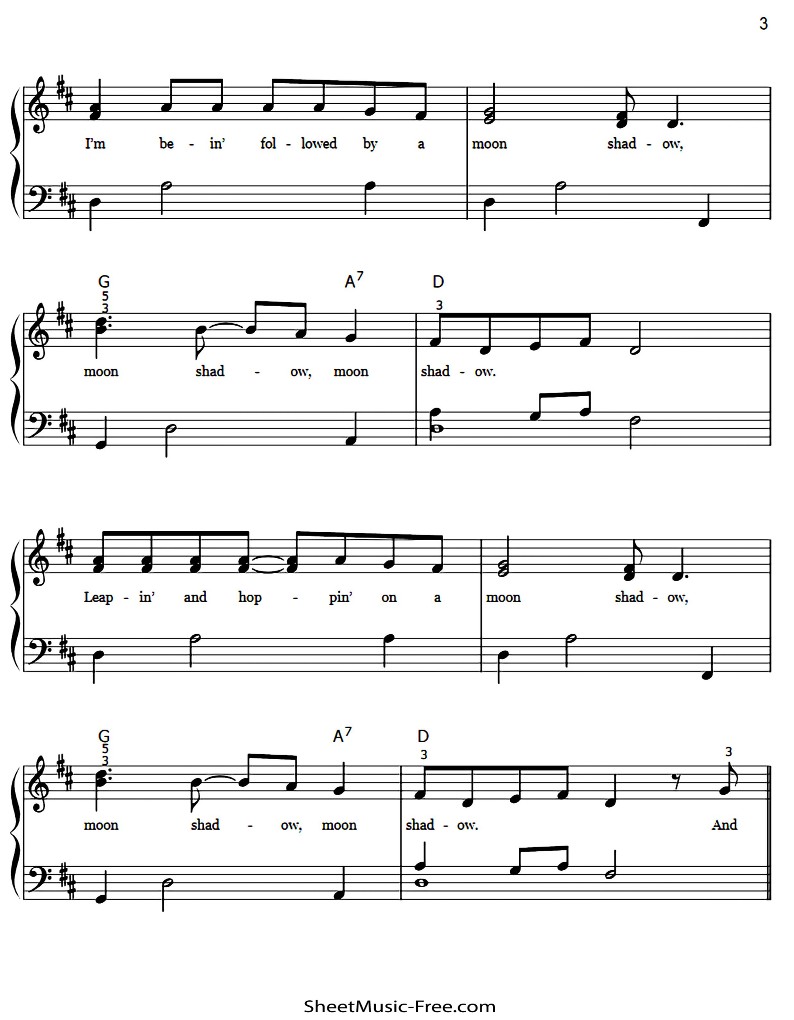 3
I'm be - in' fol - lowed by a moon shad - ow,
G A7 D
5
3 3
moon shad - ow, moon shad - ow.
Leap - in' and hop - pin' on a moon shad - ow,
G A7 D
5
3 3 3
moon shad - ow, moon shad - ow. And
SheetMusic-Free.com